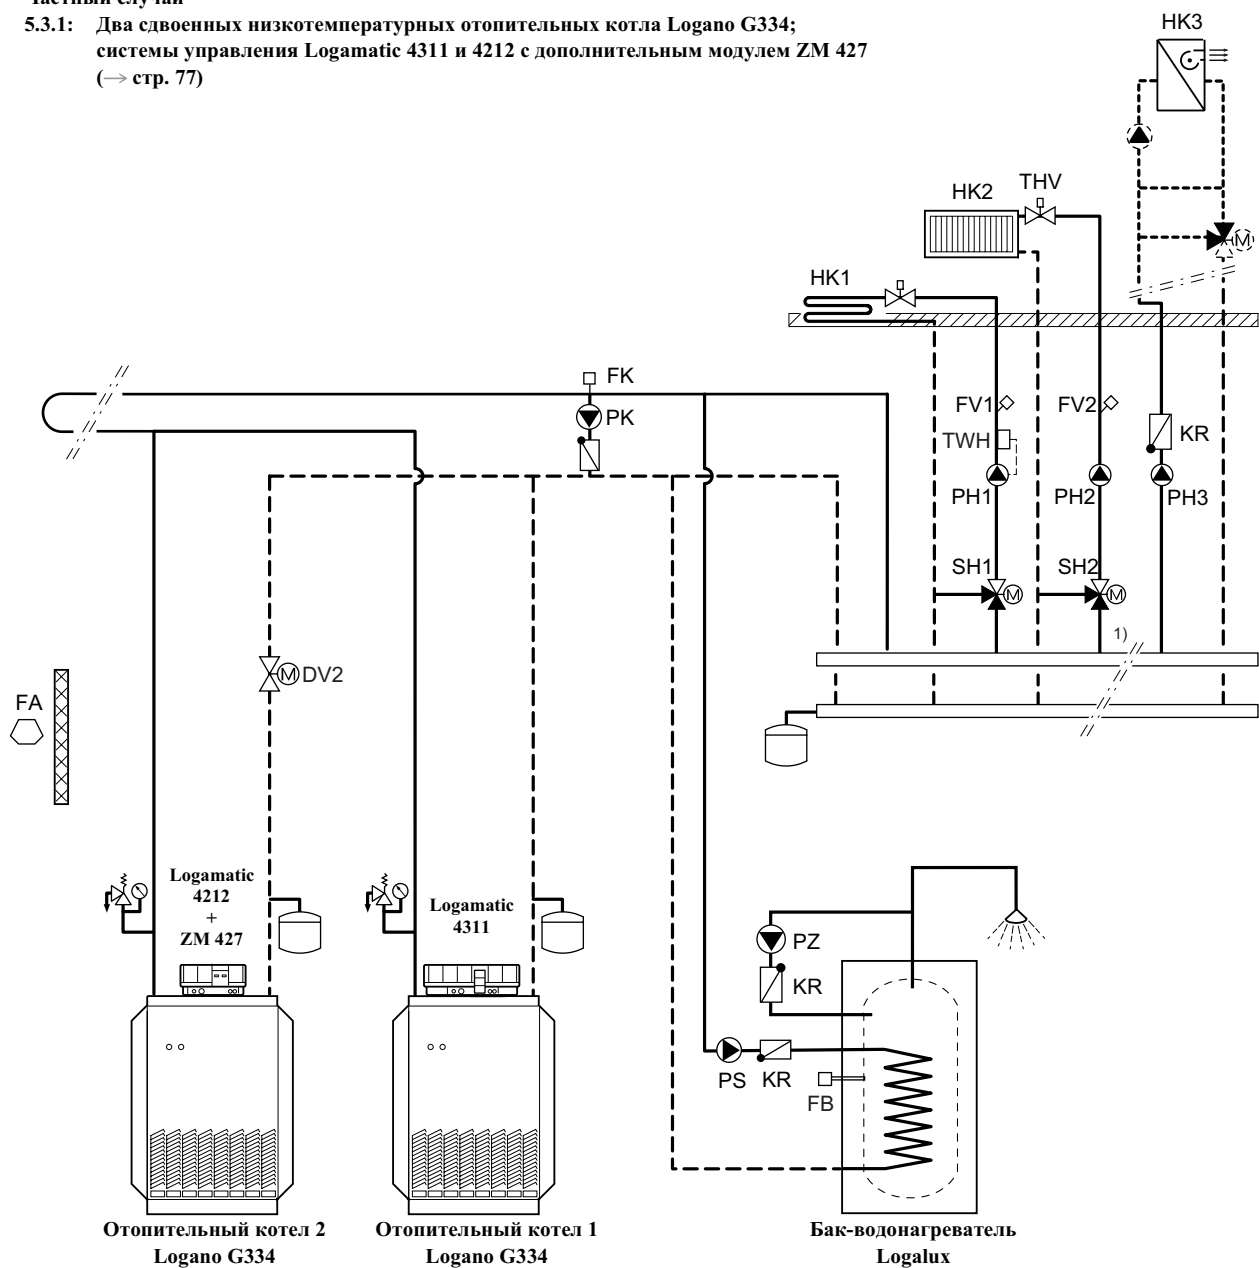 Частный случай
5.3.1: Два сдвоенных низкотемпературных отопительных котла Logano G334;
системы управления Logamatic 4311 и 4212 с дополнительным модулем ZM 427
(→ стр. 77)
HK3
THV
HK2
M
HK1
FK
PK
FV1
FV2
TWH
KR
PH1
PH2
PH3
SH1
SH2
M
M
1)
M DV2
FA
Logamatic
4212
+
ZM 427
Logamatic
4311
PZ
KR
PS
KR
FB
Отопительный котел 2
Logano G334
Отопительный котел 1
Logano G334
Бак-водонагреватель
Logalux